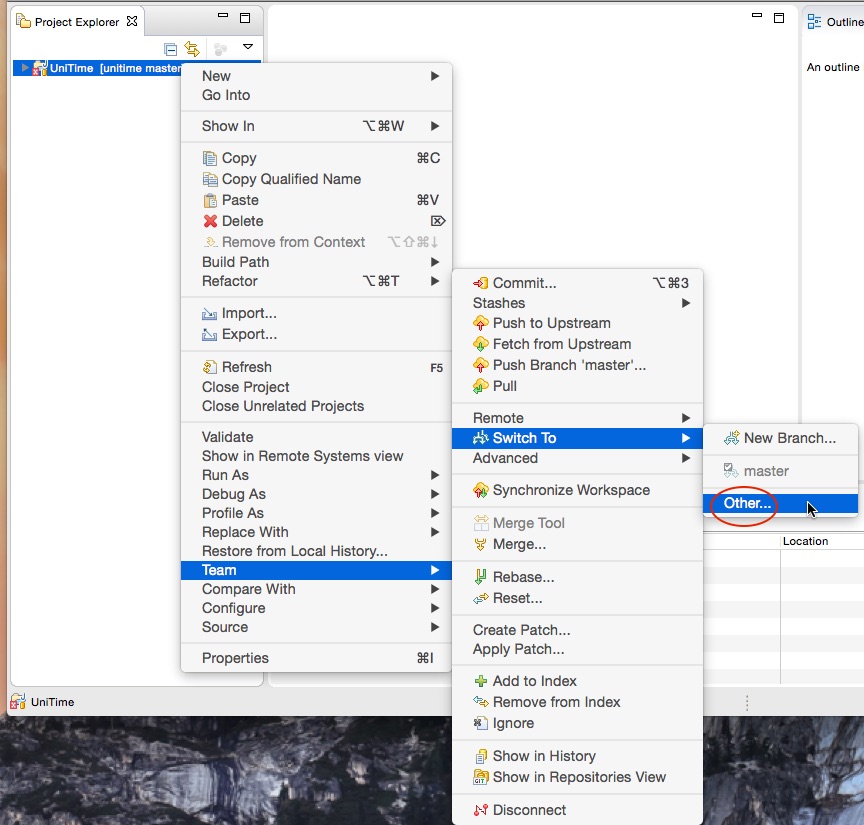 Project Explorer
Outline
UniTime [unitime master
An outline
New
Go Into
Show In ⌥⌘W
Copy ⌘C
Copy Qualified Name
Paste ⌘V
Delete ⌦
Remove from Context ⌥⇧⌘↓
Build Path
Refactor ⌥⌘T
Import...
Export...
Refresh F5
Close Project
Close Unrelated Projects
Validate
Show in Remote Systems view
Run As
Debug As
Profile As
Replace With
Restore from Local History...
Team
Compare With
Configure
Source
Properties ⌘I
Commit... ⌥⌘3
Stashes
Push to Upstream
Fetch from Upstream
Push Branch 'master'...
Pull
Remote
Switch To
Advanced
Synchronize Workspace
Merge Tool
Merge...
Rebase...
Reset...
Create Patch...
Apply Patch...
Add to Index
Remove from Index
Ignore
Show in History
Show in Repositories View
Disconnect
New Branch...
master
Other...
Location
UniTime